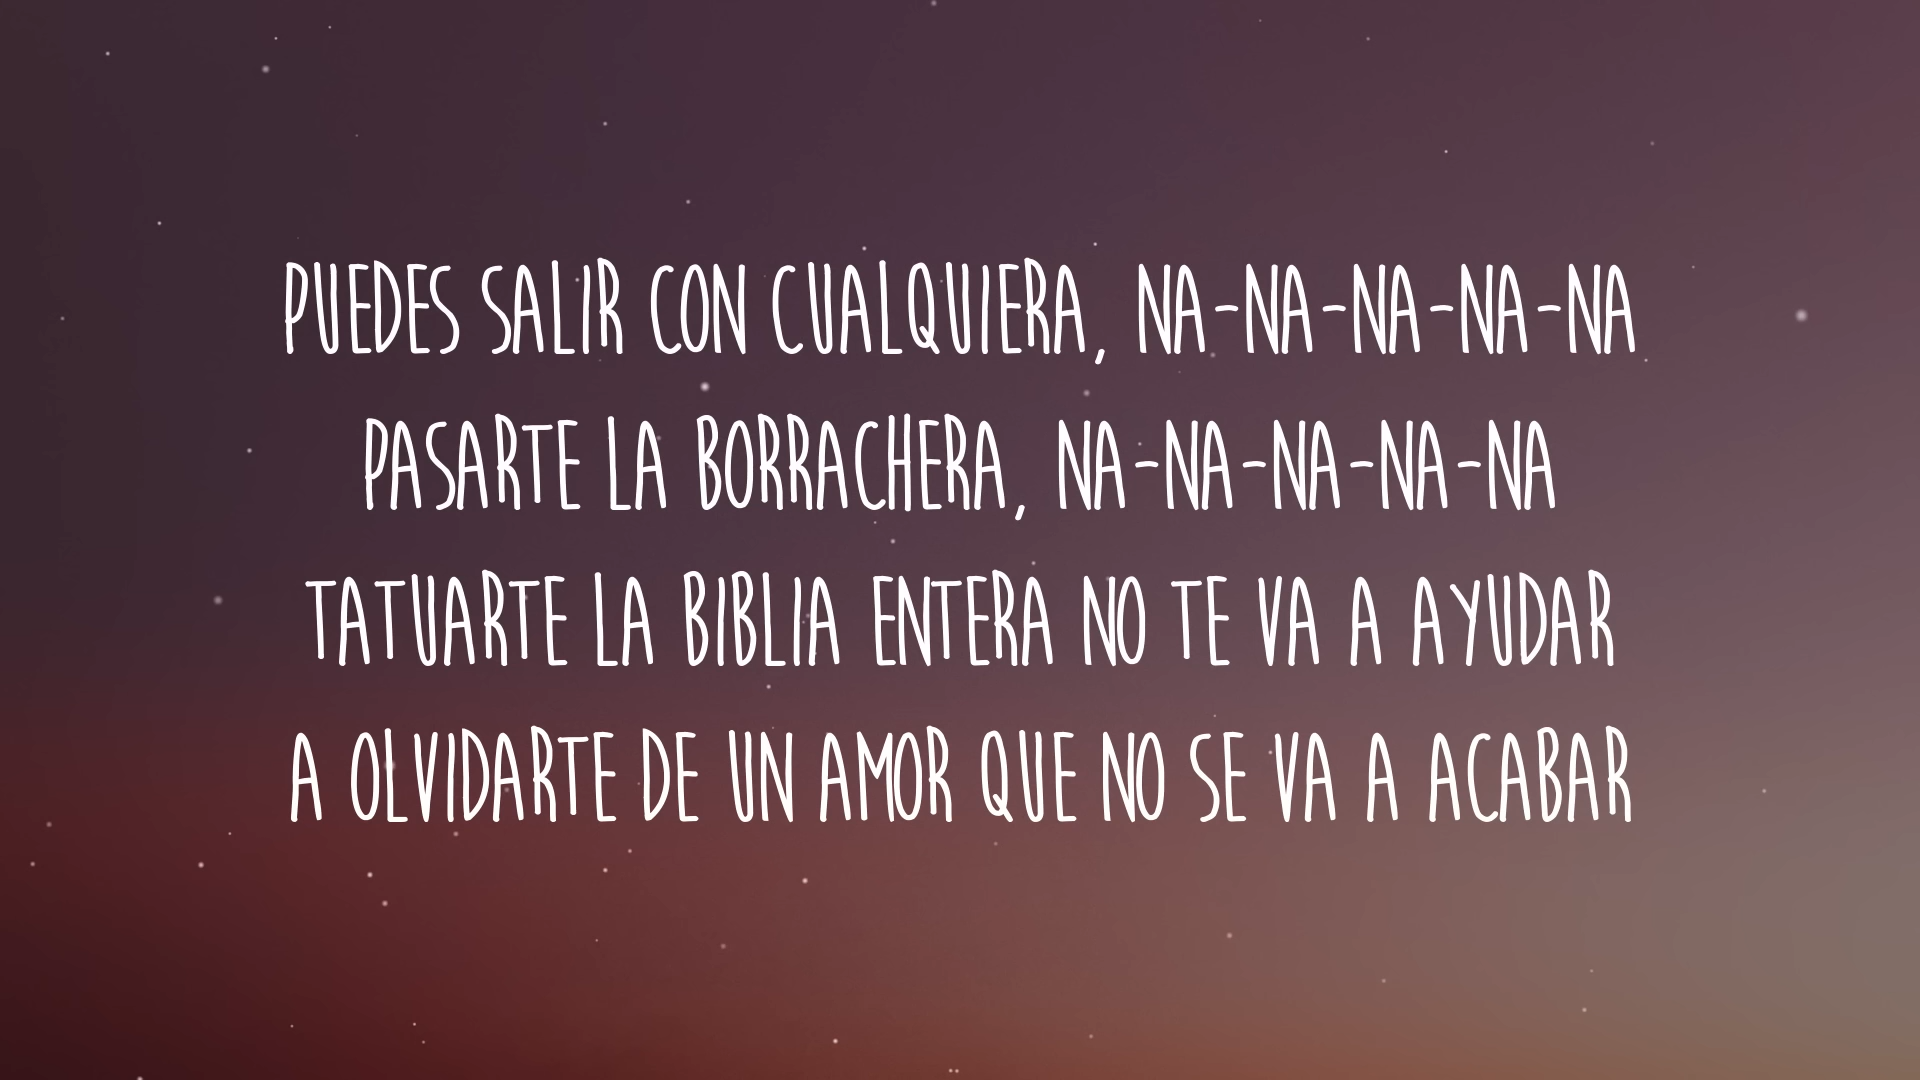 PUEDES SALIR CON CUALQUIERA, NA-NA-NA-NA-NA
PASARTE LA BORRACHERA, NA-NA-NA-NA-NA
TATUARTE LA BIBLIA ENTERA NO TE VA A AYUDAR
A OLVIDARTE DE UN AMOR QUE NO SE VA A ACABAR